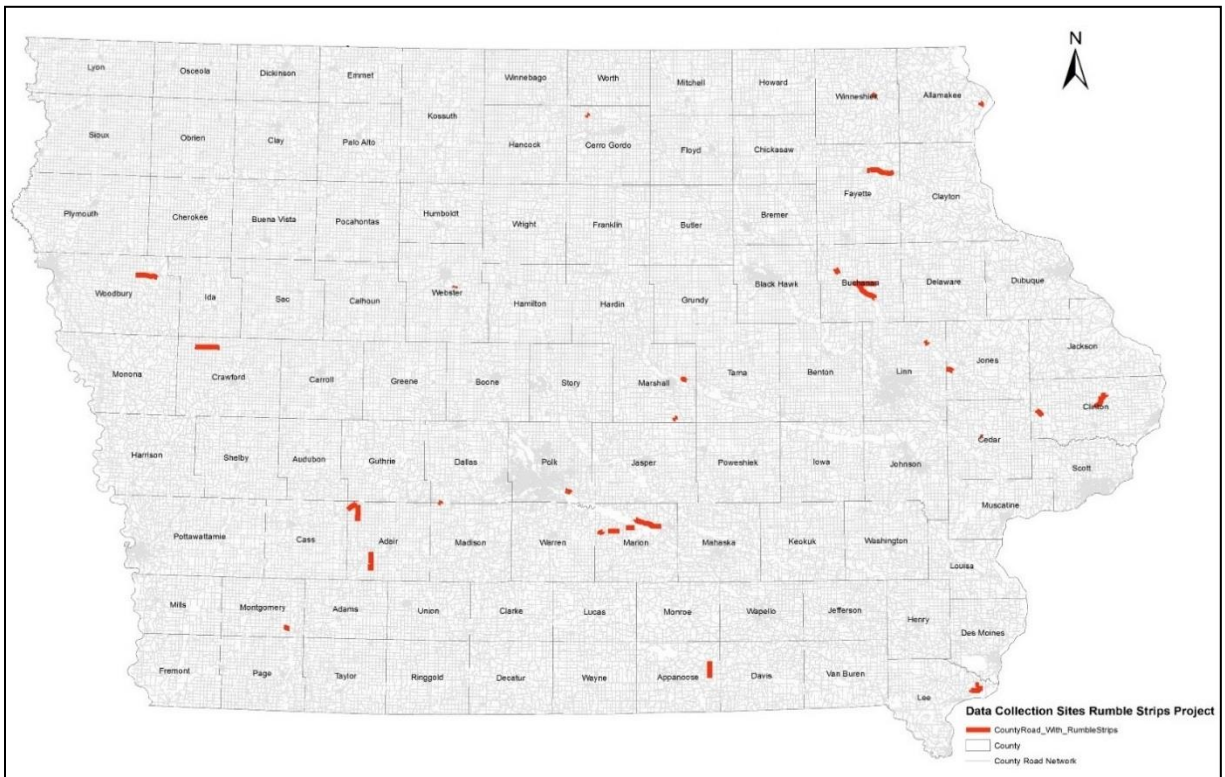 N
Lyon
Osceola
Dickinson
Emmet
Winnebago
Worth
Mitchell
Howard
Winneshiek
Allamakee
Kossuth
Sioux
Obrien
Clay
Palo Alto
Hancock
Cerro Gordo
Floyd
Chickasaw
Fayette
Clayton
Plymouth
Cherokee
Buena Vista
Pocahontas
Humboldt
Wright
Franklin
Butler
Bremer
Woodbury
Ida
Sac
Calhoun
Webster
Hamilton
Hardin
Grundy
Black Hawk
Buchanan
Delaware
Dubuque
Monona
Crawford
Carroll
Greene
Boone
Story
Marshall
Tama
Benton
Linn
Jones
Jackson
Clinton
Cedar
Harrison
Shelby
Audubon
Guthrie
Dallas
Polk
Jasper
Poweshiek
Iowa
Johnson
Scott
Muscatine
Pottawattamie
Cass
Adair
Madison
Warren
Marion
Mahaska
Keokuk
Washington
Louisa
Mills
Montgomery
Adams
Union
Clarke
Lucas
Monroe
Wapello
Jefferson
Henry
Des Moines
Fremont
Page
Taylor
Ringgold
Decatur
Wayne
Appanoose
Davis
Van Buren
Lee
Data Collection Sites Rumble Strips Project
CountyRoad_With_RumbleStrips
County
County Road Network